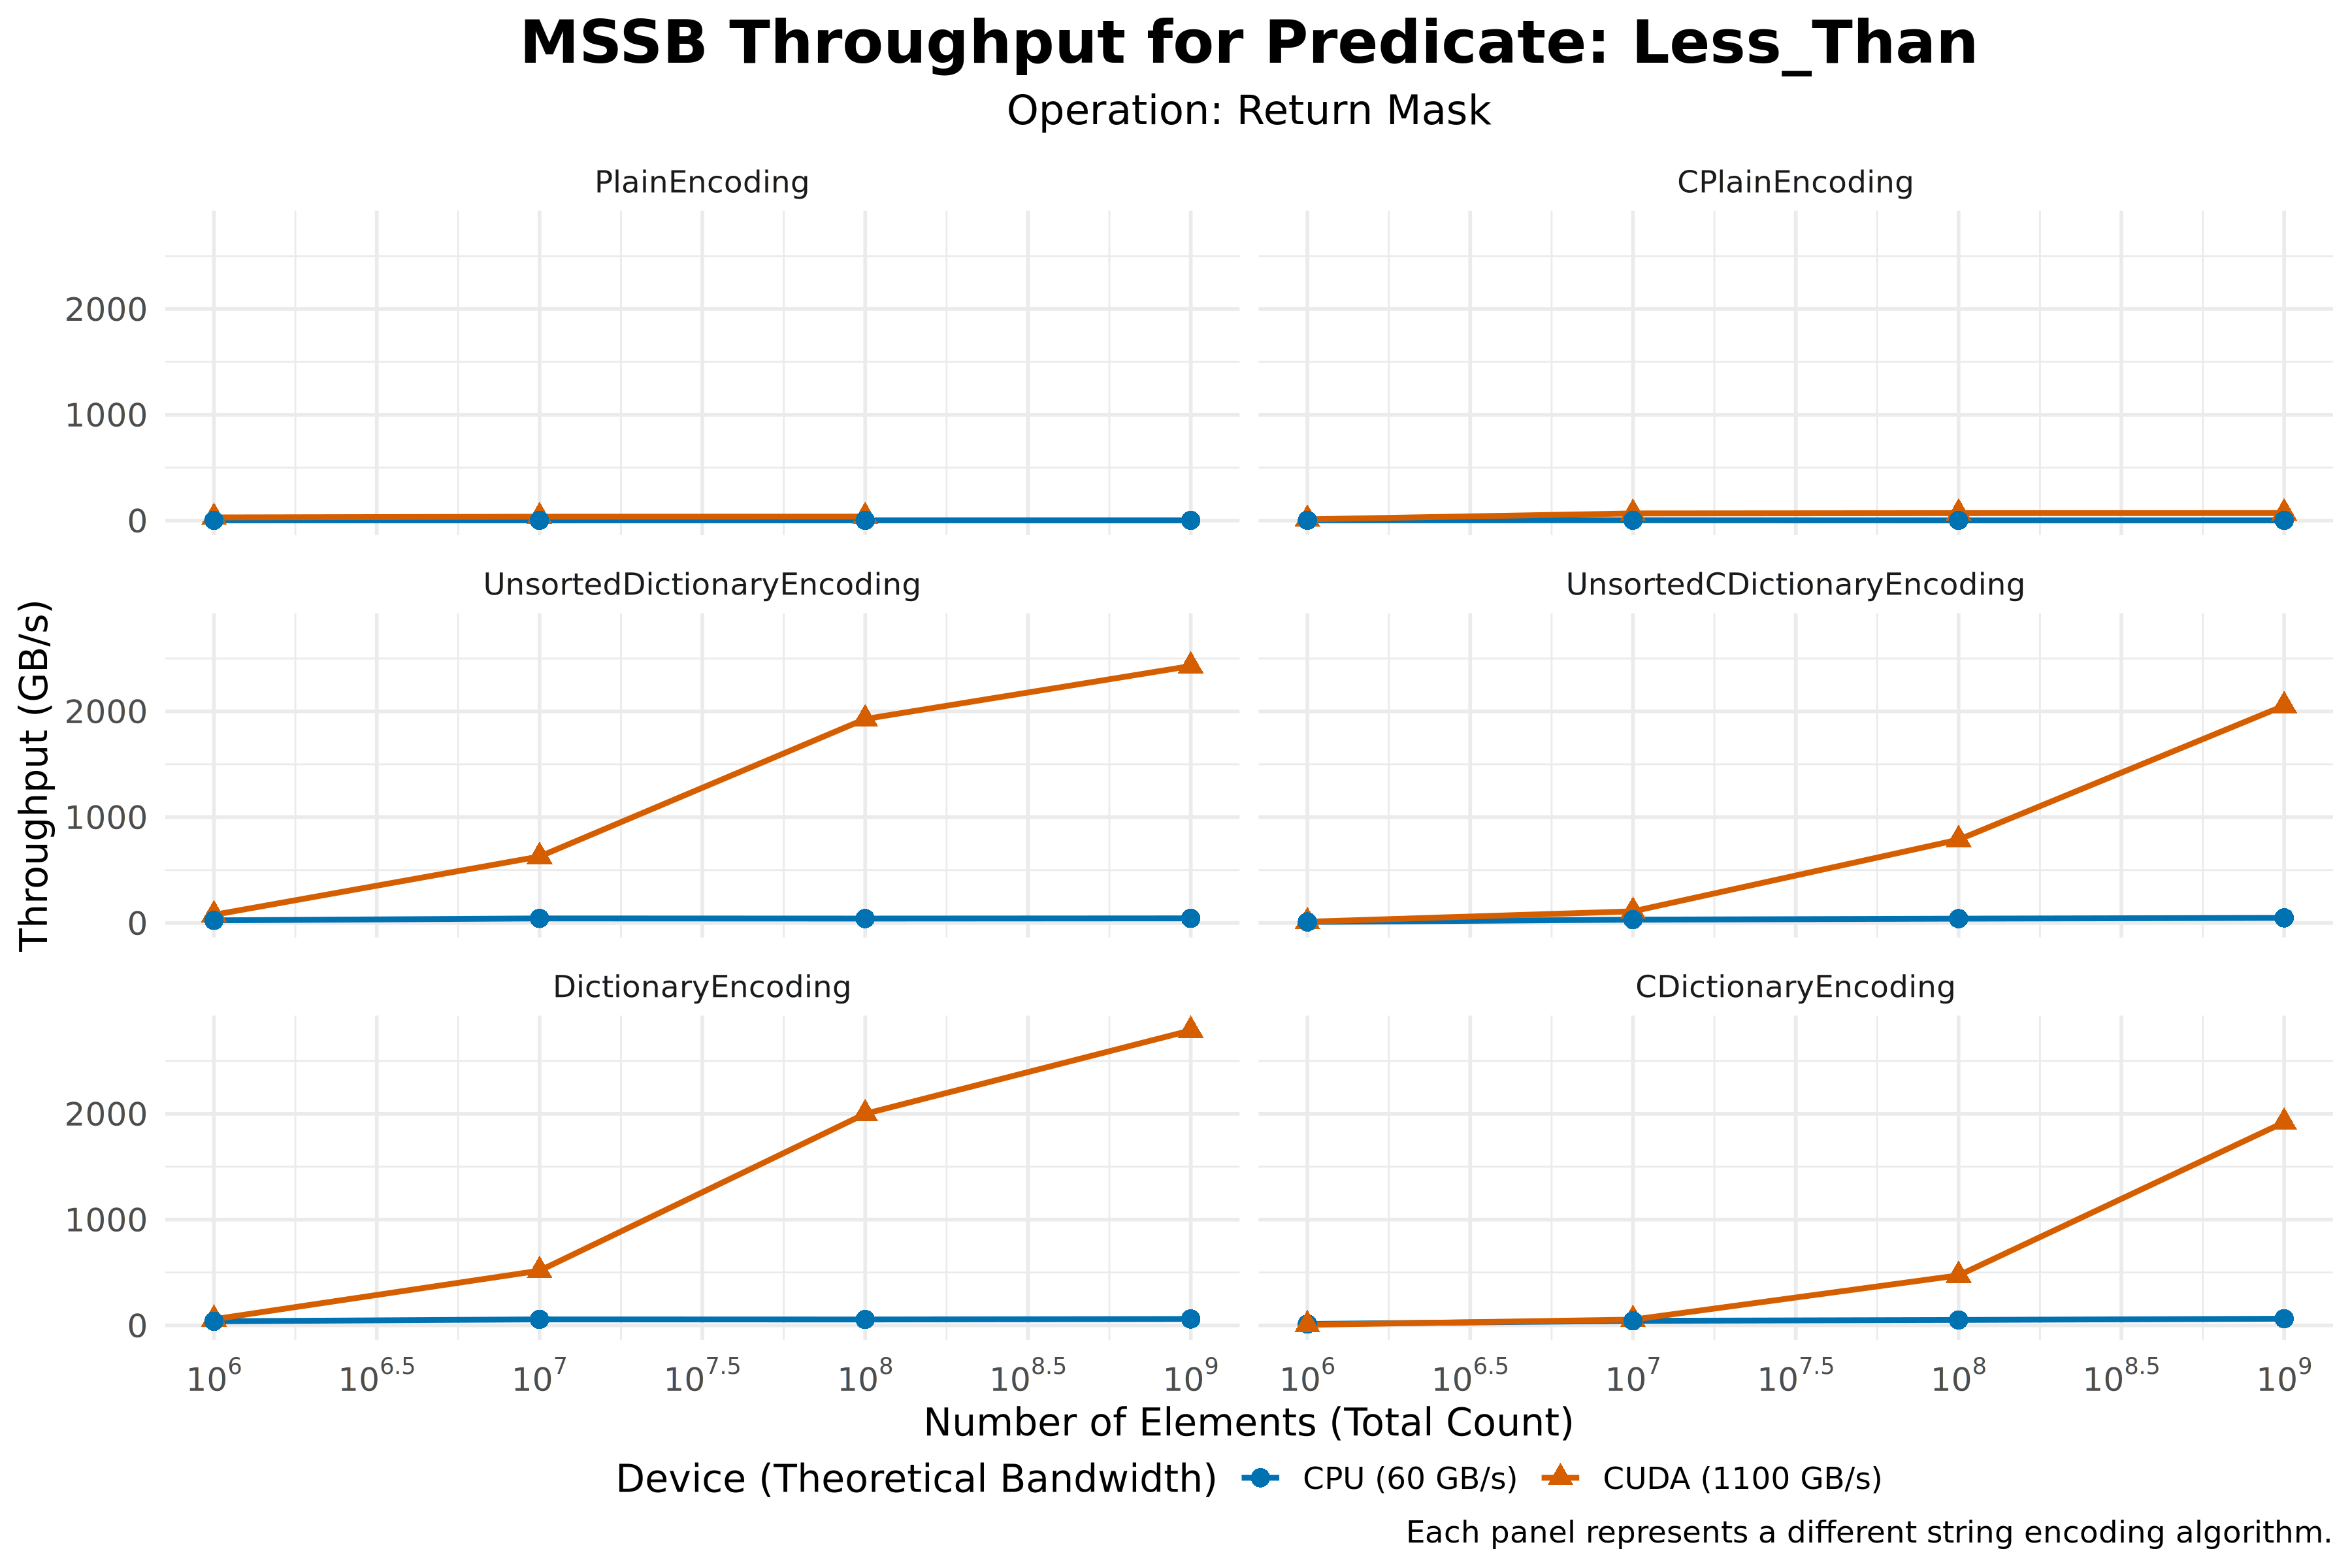 MSSB Throughput for Predicate: Less_Than
Operation: Return Mask
PlainEncoding
CPlainEncoding
2000
1000
0
UnsortedDictionaryEncoding
UnsortedCDictionaryEncoding
Throughput (GB/s)
2000
1000
0
DictionaryEncoding
CDictionaryEncoding
2000
1000
0
10^6 10^6.5 10^7 10^7.5 10^8 10^8.5 10^9 10^6 10^6.5 10^7 10^7.5 10^8 10^8.5 10^9
Number of Elements (Total Count)
Device (Theoretical Bandwidth) CPU (60 GB/s) CUDA (1100 GB/s)
Each panel represents a different string encoding algorithm.